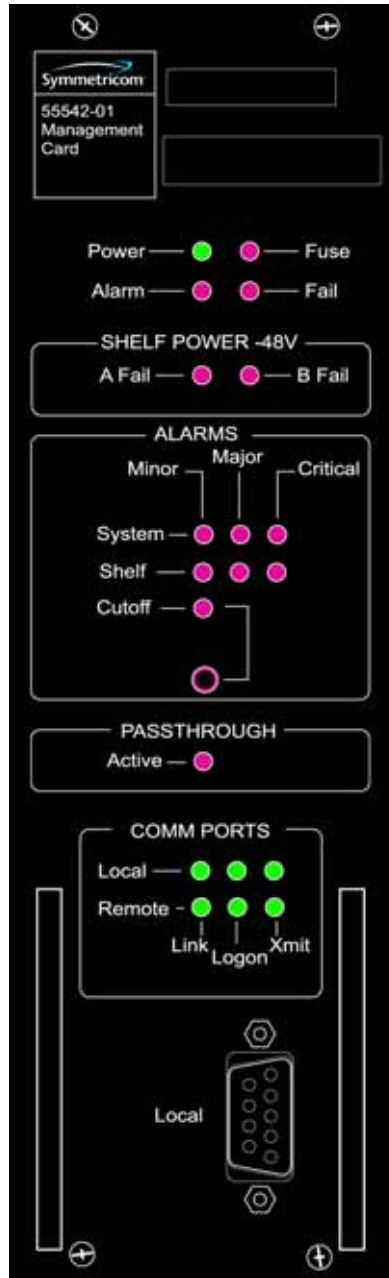 Symmetricom
55542-01
Management
Card
Power
Fuse
Alarm
Fail
SHELF POWER -48V
A Fail
B Fail
ALARMS
Minor
Major
Critical
System
Shelf
Cutoff
PASSTHROUGH
Active
COMM PORTS
Local
Remote
Link
Logon
Xmit
Local